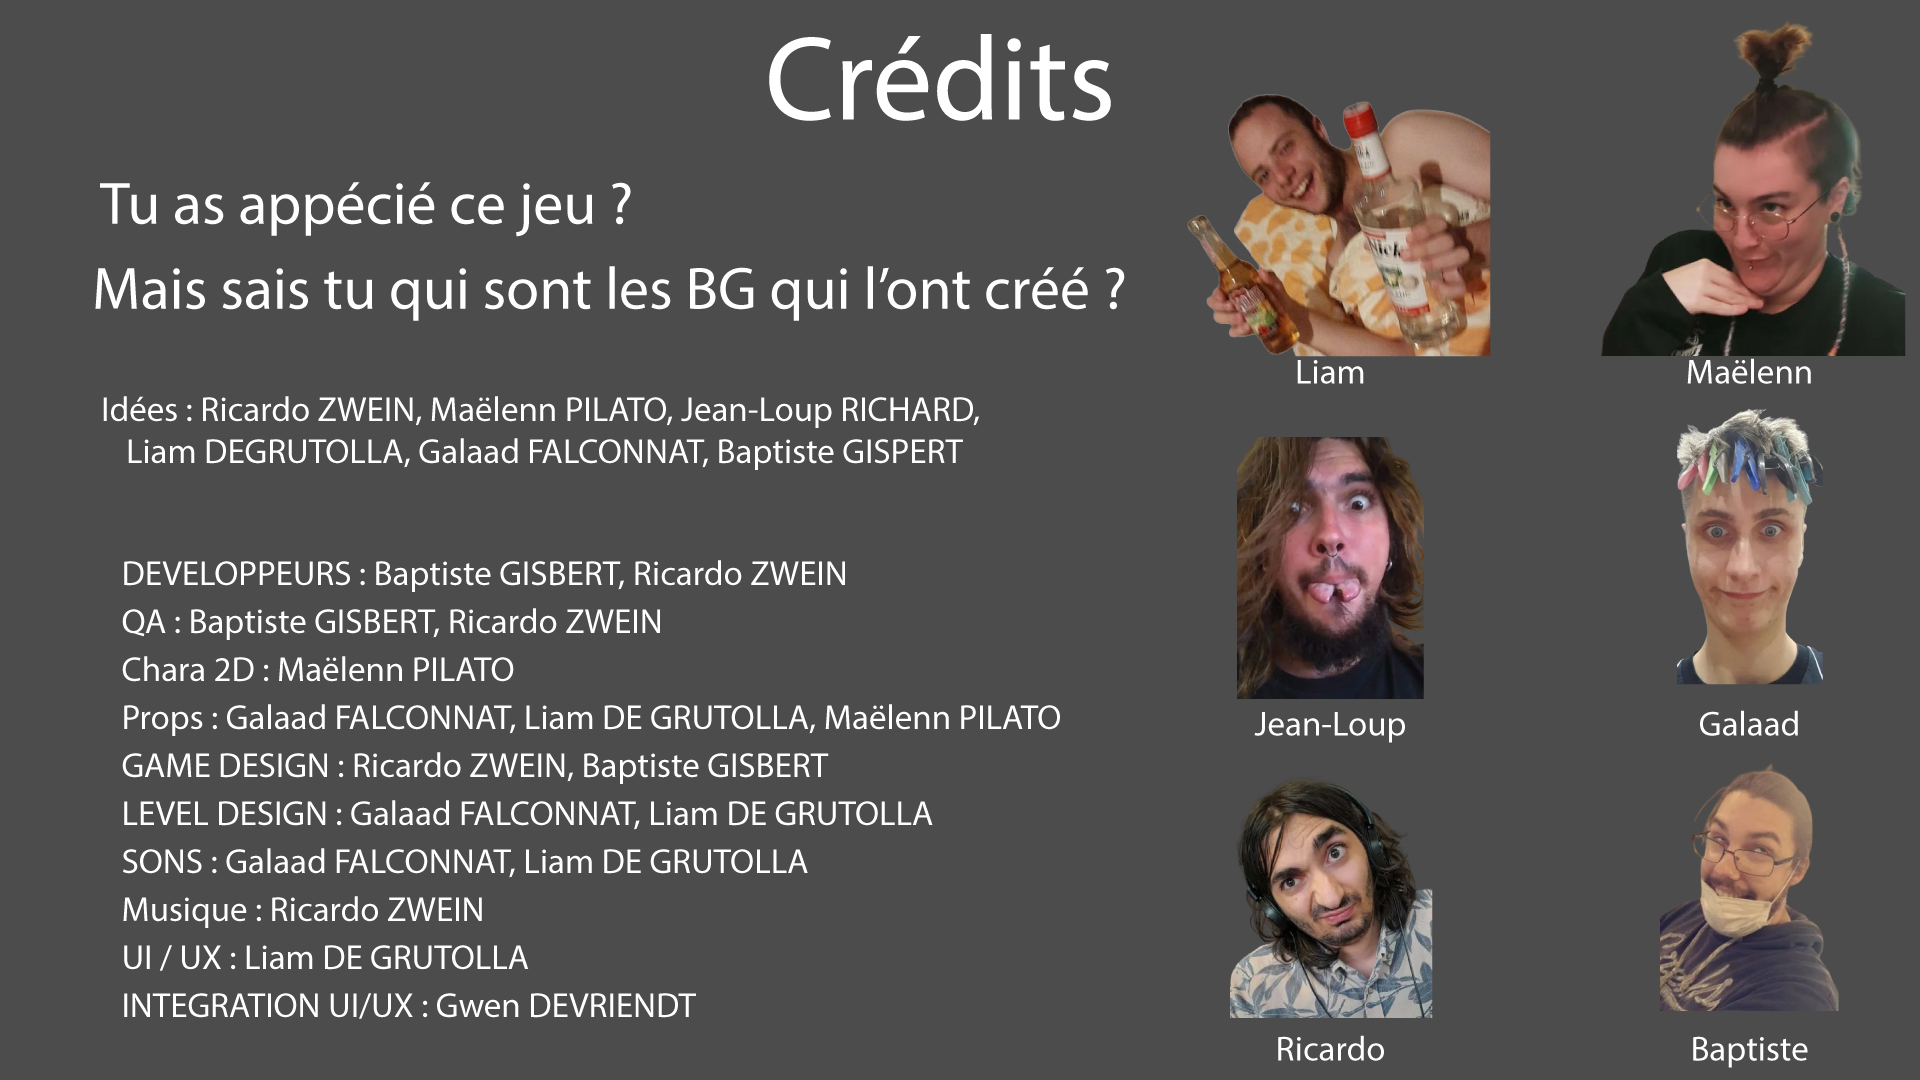 Crédits
Tu as appécié ce jeu ?
Mais sais tu qui sont les BG qui l’ont créé ?
Idées : Ricardo ZWEIN, Maëlenn PILATO, Jean-Loup RICHARD,
Liam DEGRUTOLLA, Galaad FALCONNAT, Baptiste GISPERT
DEVELOPPEURS : Baptiste GISBERT, Ricardo ZWEIN
QA : Baptiste GISBERT, Ricardo ZWEIN
Chara 2D : Maëlenn PILATO
Props : Galaad FALCONNAT, Liam DE GRUTOLLA, Maëlenn PILATO
GAME DESIGN : Ricardo ZWEIN, Baptiste GISBERT
LEVEL DESIGN : Galaad FALCONNAT, Liam DE GRUTOLLA
SONS : Galaad FALCONNAT, Liam DE GRUTOLLA
Musique : Ricardo ZWEIN
UI / UX : Liam DE GRUTOLLA
INTEGRATION UI/UX : Gwen DEVRIENDT
Liam
Maëlenn
Jean-Loup
Galaad
Ricardo
Baptiste